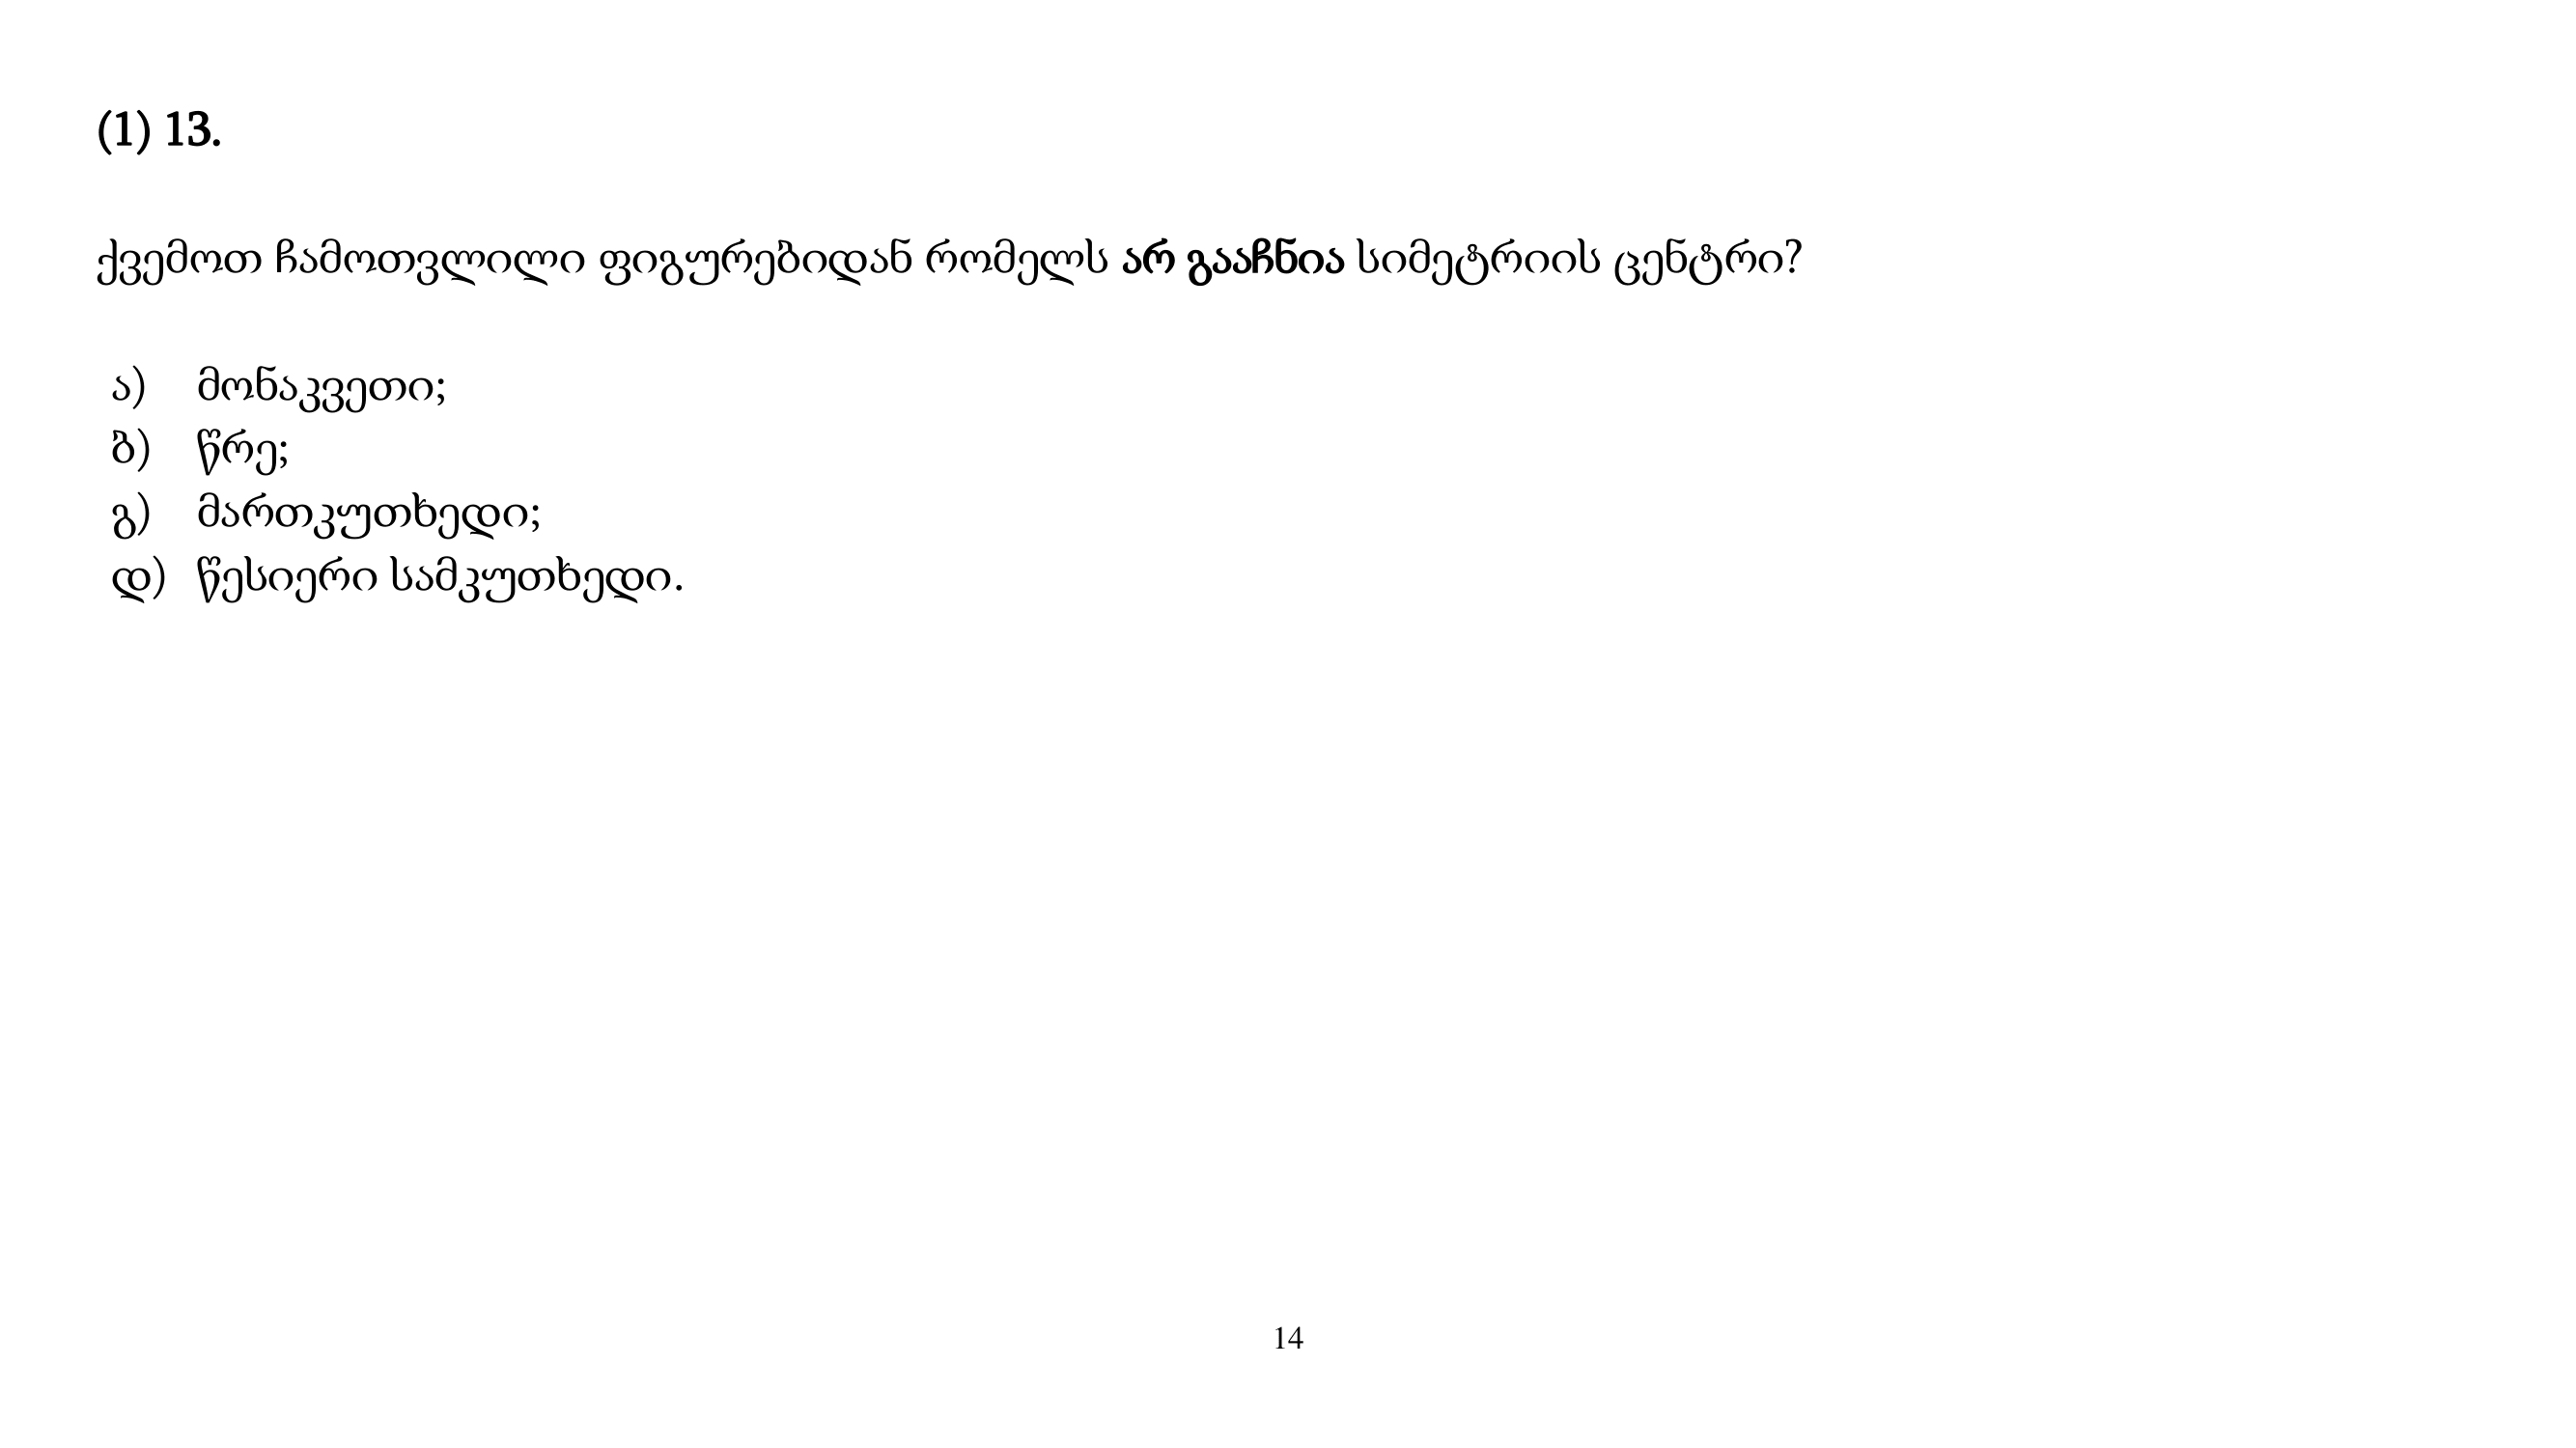 (1) 13.
ქვემოთ ჩამოთვლილი ფიგურებიდან რომელს არ გააჩნია სიმეტრიის ცენტრი?
ა) მონაკვეთი;
ბ) წრე;
გ) მართკუთხედი;
დ) წესიერი სამკუთხედი.
14